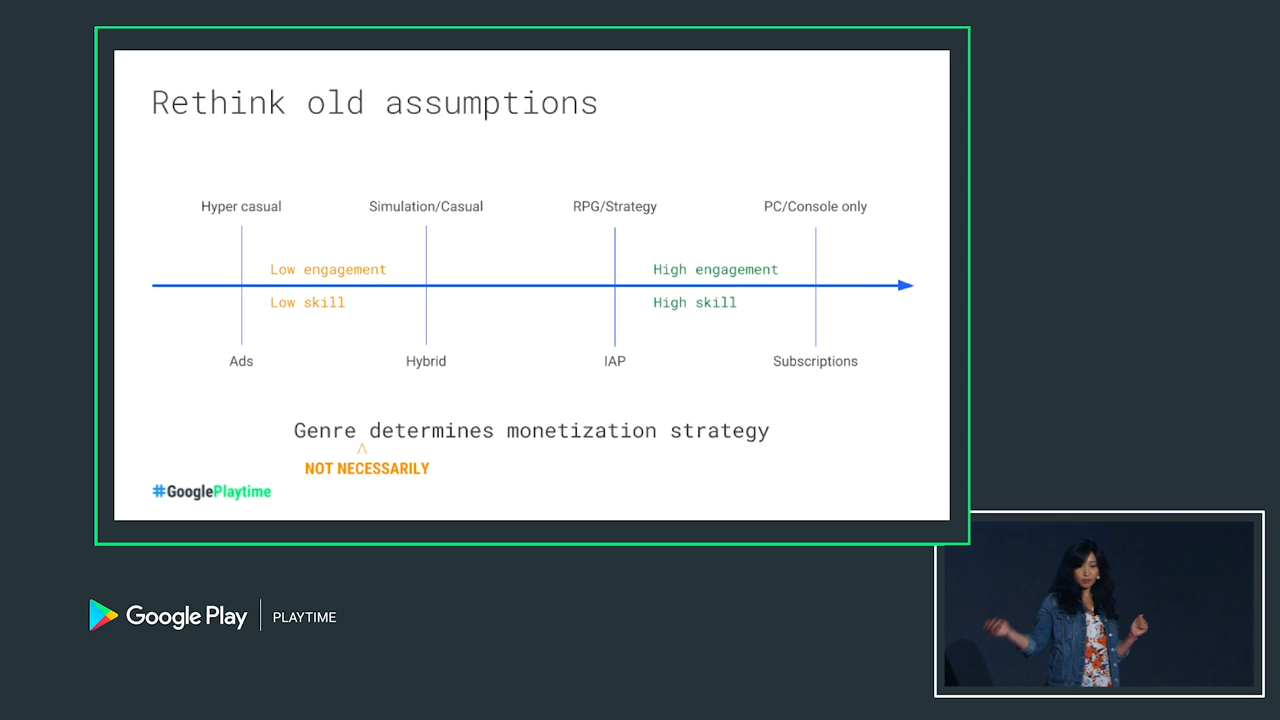 Rethink old assumptions
Hyper casual
Simulation/Casual
RPG/Strategy
PC/Console only
Low engagement
High engagement
Low skill
High skill
Ads
Hybrid
IAP
Subscriptions
Genre determines monetization strategy
^
NOT NECESSARILY
#GooglePlaytime
Google Play | PLAYTIME